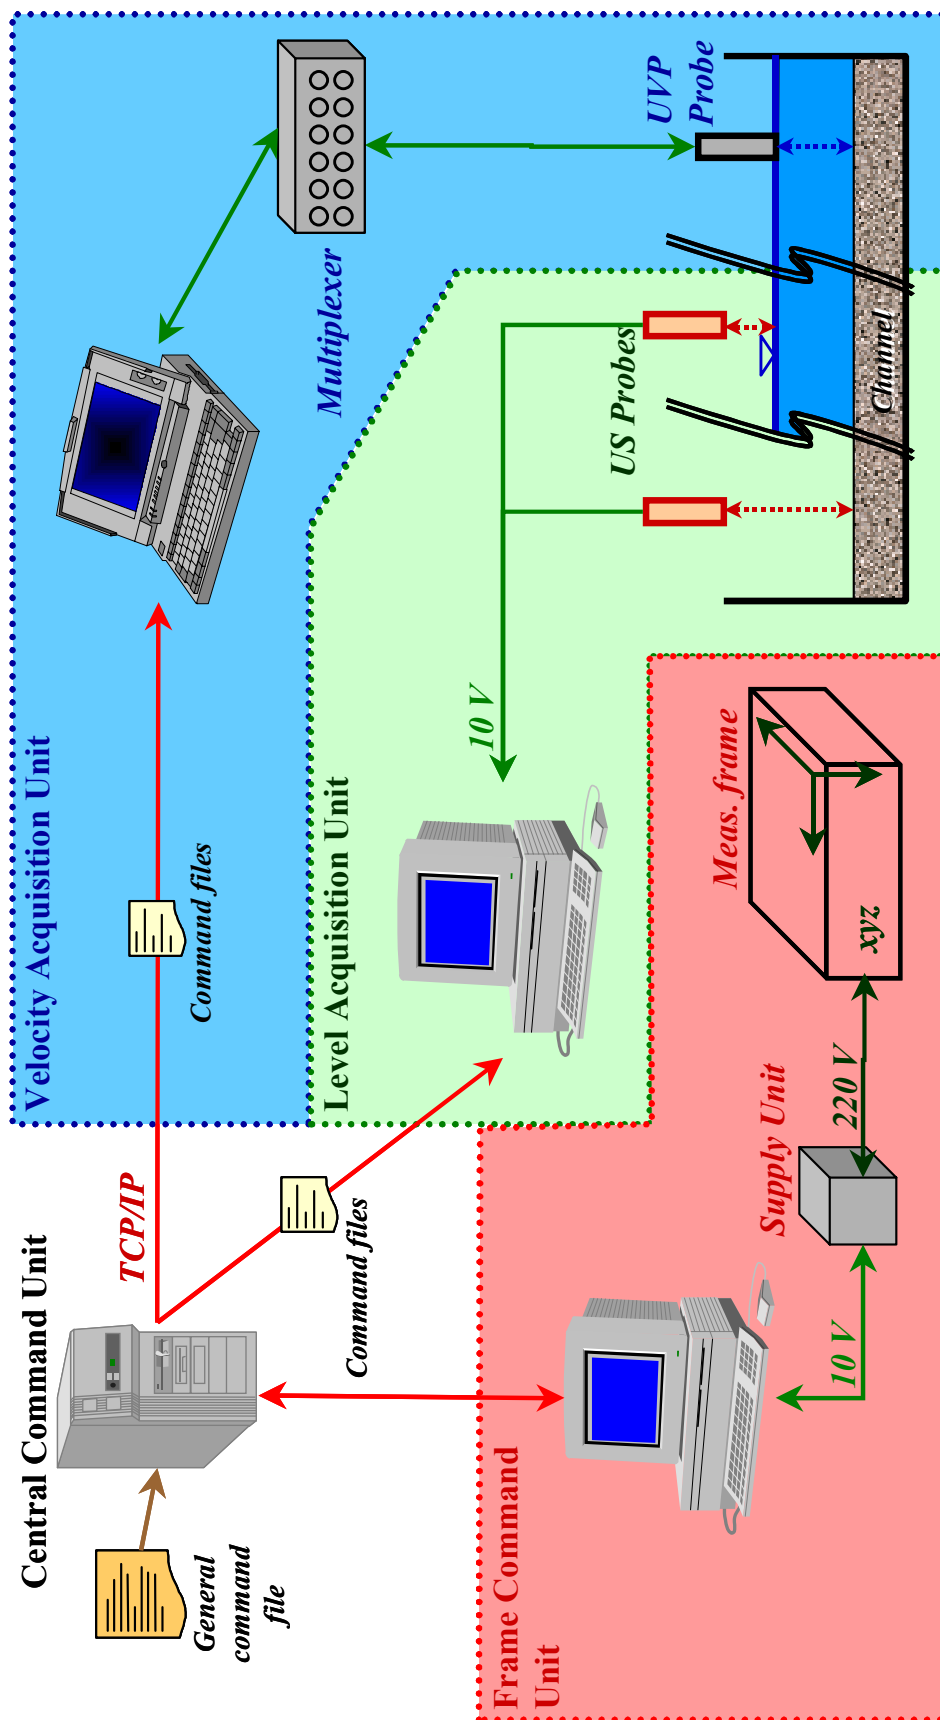 Central Command Unit
General
command
file
TCP/IP
Command files
Command files
Velocity Acquisition Unit
Multiplexer
UVP
Probe
Level Acquisition Unit
10 V
US Probes
Channel
Frame Command
Unit
10 V
Supply Unit
220 V
Meas. frame
xyz